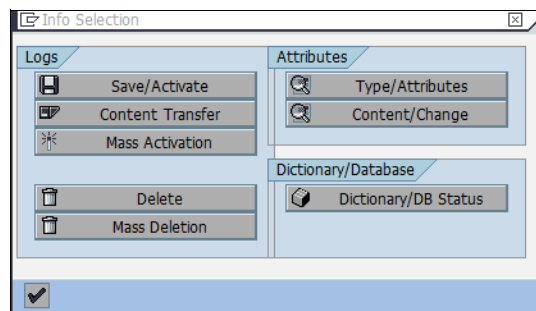 Info Selection
Logs
Save/Activate
Content Transfer
Mass Activation
Delete
Mass Deletion
Attributes
Type/Attributes
Content/Change
Dictionary/Database
Dictionary/DB Status